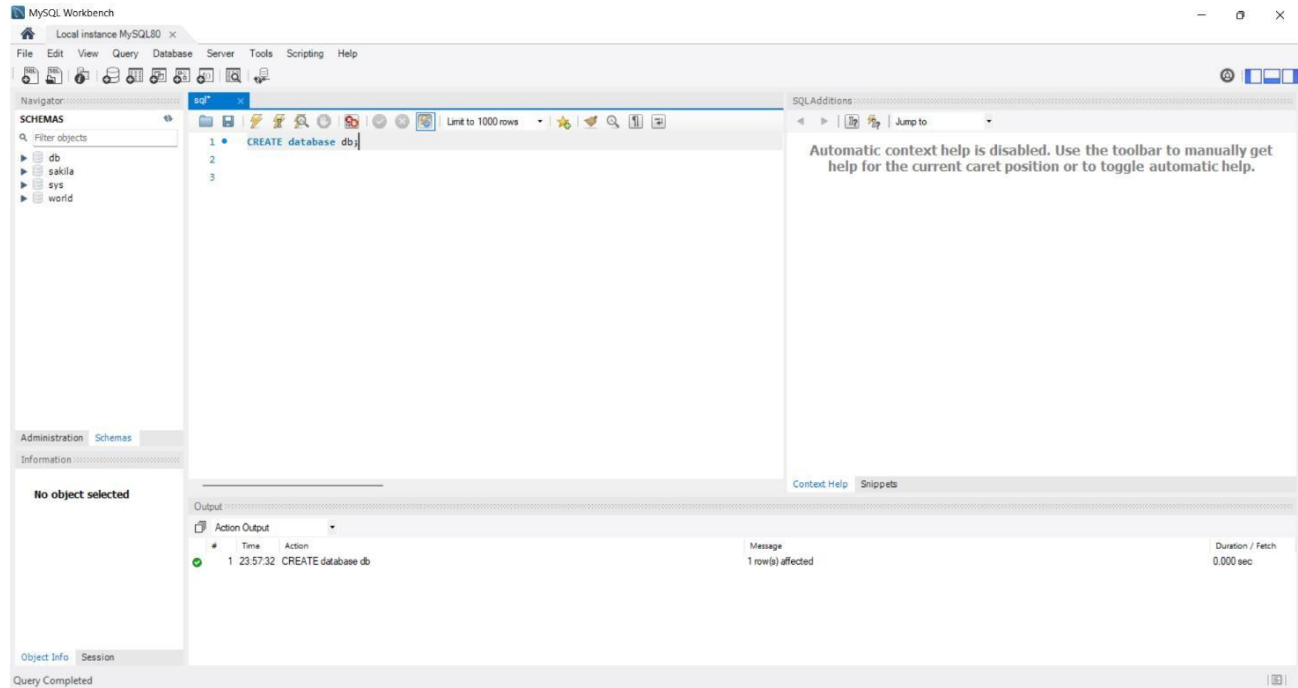 MySQL Workbench
Local instance MySQL80
File Edit View Query Database Server Tools Scripting Help
Navigator
SCHEMAS
Filter objects
db
sakila
sys
world
Administration Schemas
Information
No object selected
Object Info Session
sql*
Limit to 1000 rows
1 CREATE database db;
2
3
SQLAdditions
Jump to
Automatic context help is disabled. Use the toolbar to manually get
help for the current caret position or to toggle automatic help.
Context Help Snippets
Output
Action Output
# Time Action Message Duration / Fetch
1 23:57:32 CREATE database db 1 row(s) affected 0.000 sec
Query Completed